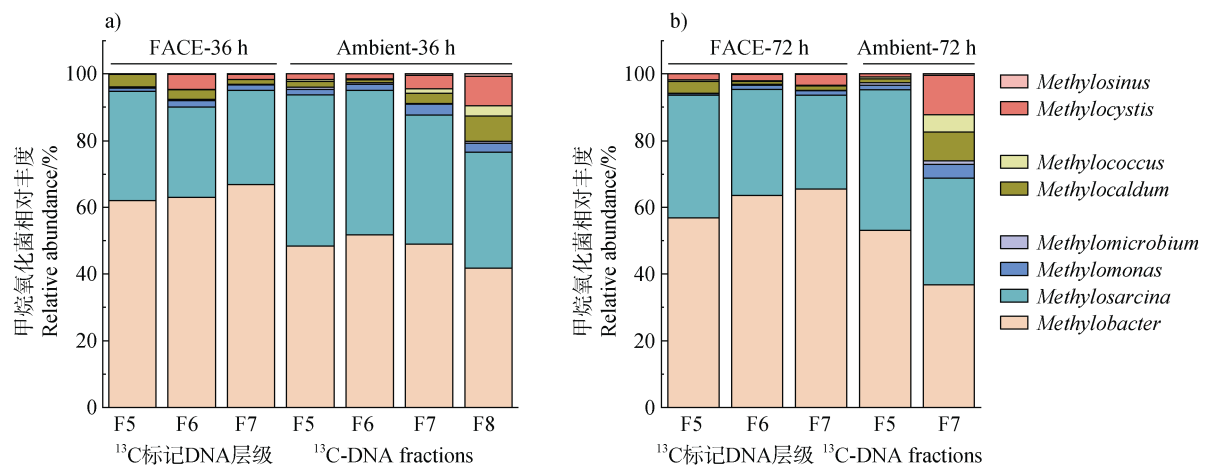 a)
FACE-36 h
Ambient-36 h
甲烷氧化菌相对丰度/%
Relative abundance/%
100
80
60
40
20
0
F5
F6
F7
F5
F6
F7
F8
¹³C标记DNA层级
¹³C-DNA fractions
b)
FACE-72 h
Ambient-72 h
甲烷氧化菌相对丰度
Relative abundance/%
100
80
60
40
20
0
F5
F6
F7
F5
F7
¹³C标记DNA层级
¹³C-DNA fractions
Methylosinus
Methylocystis
Methylococcus
Methylocaldum
Methylomicrobium
Methylomonas
Methylosarcina
Methylobacter